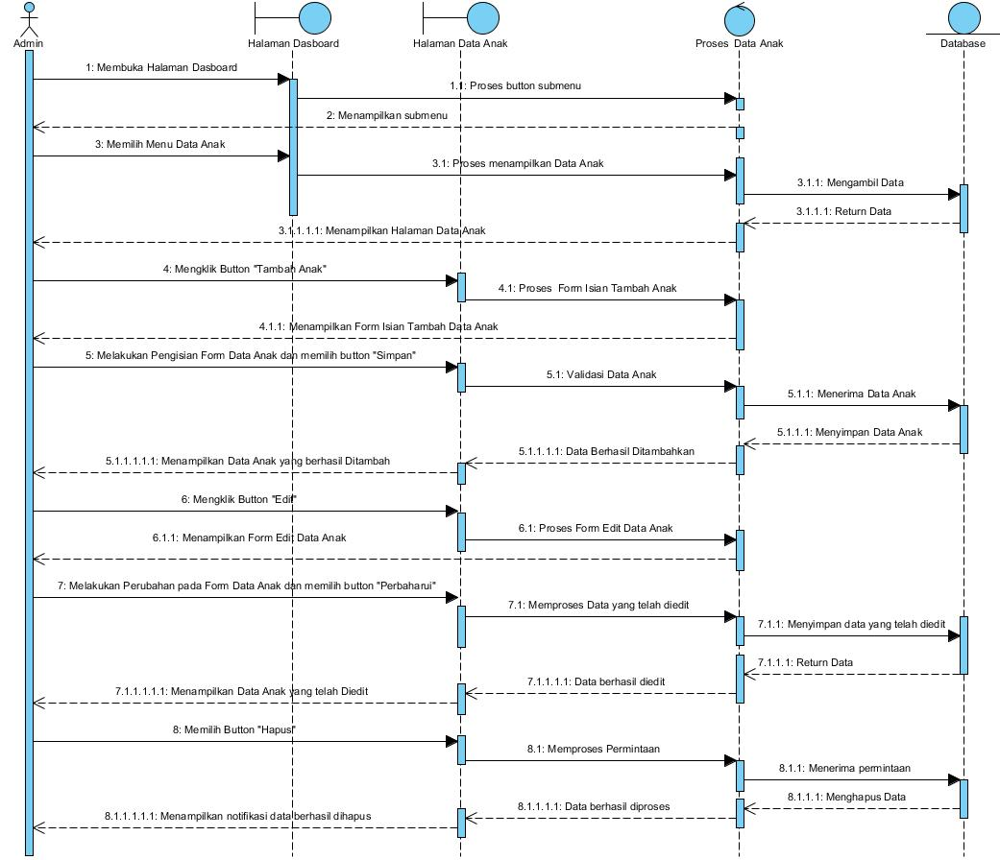 Admin
Halaman Dasboard
Halaman Data Anak
Proses Data Anak
Database
1: Membuka Halaman Dasboard
1.1: Proses button submenu
2: Menampilkan submenu
3: Memilih Menu Data Anak
3.1: Proses menampilkan Data Anak
3.1.1: Mengambil Data
3.1.1.1: Return Data
3.1.1.1.1: Menampilkan Halaman Data Anak
4: Mengklik Button "Tambah Anak"
4.1: Proses Form Isian Tambah Anak
4.1.1: Menampilkan Form Isian Tambah Data Anak
5: Melakukan Pengisian Form Data Anak dan memilih button "Simpan"
5.1: Validasi Data Anak
5.1.1: Menerima Data Anak
5.1.1.1: Menyimpan Data Anak
5.1.1.1.1: Data Berhasil Ditambahkan
5.1.1.1.1.1: Menampilkan Data Anak yang berhasil Ditambah
6: Mengklik Button "Edit"
6.1: Proses Form Edit Data Anak
6.1.1: Menampilkan Form Edit Data Anak
7: Melakukan Perubahan pada Form Data Anak dan memilih button "Perbaharui"
7.1: Memproses Data yang telah diedit
7.1.1: Menyimpan data yang telah diedit
7.1.1.1: Return Data
7.1.1.1.1: Data berhasil diedit
7.1.1.1.1.1: Menampilkan Data Anak yang telah Diedit
8: Memilih Button "Hapus"
8.1: Memproses Permintaan
8.1.1: Menerima permintaan
8.1.1.1: Menghapus Data
8.1.1.1.1: Data berhasil diproses
8.1.1.1.1.1: Menampilkan notifikasi data berhasil dihapus